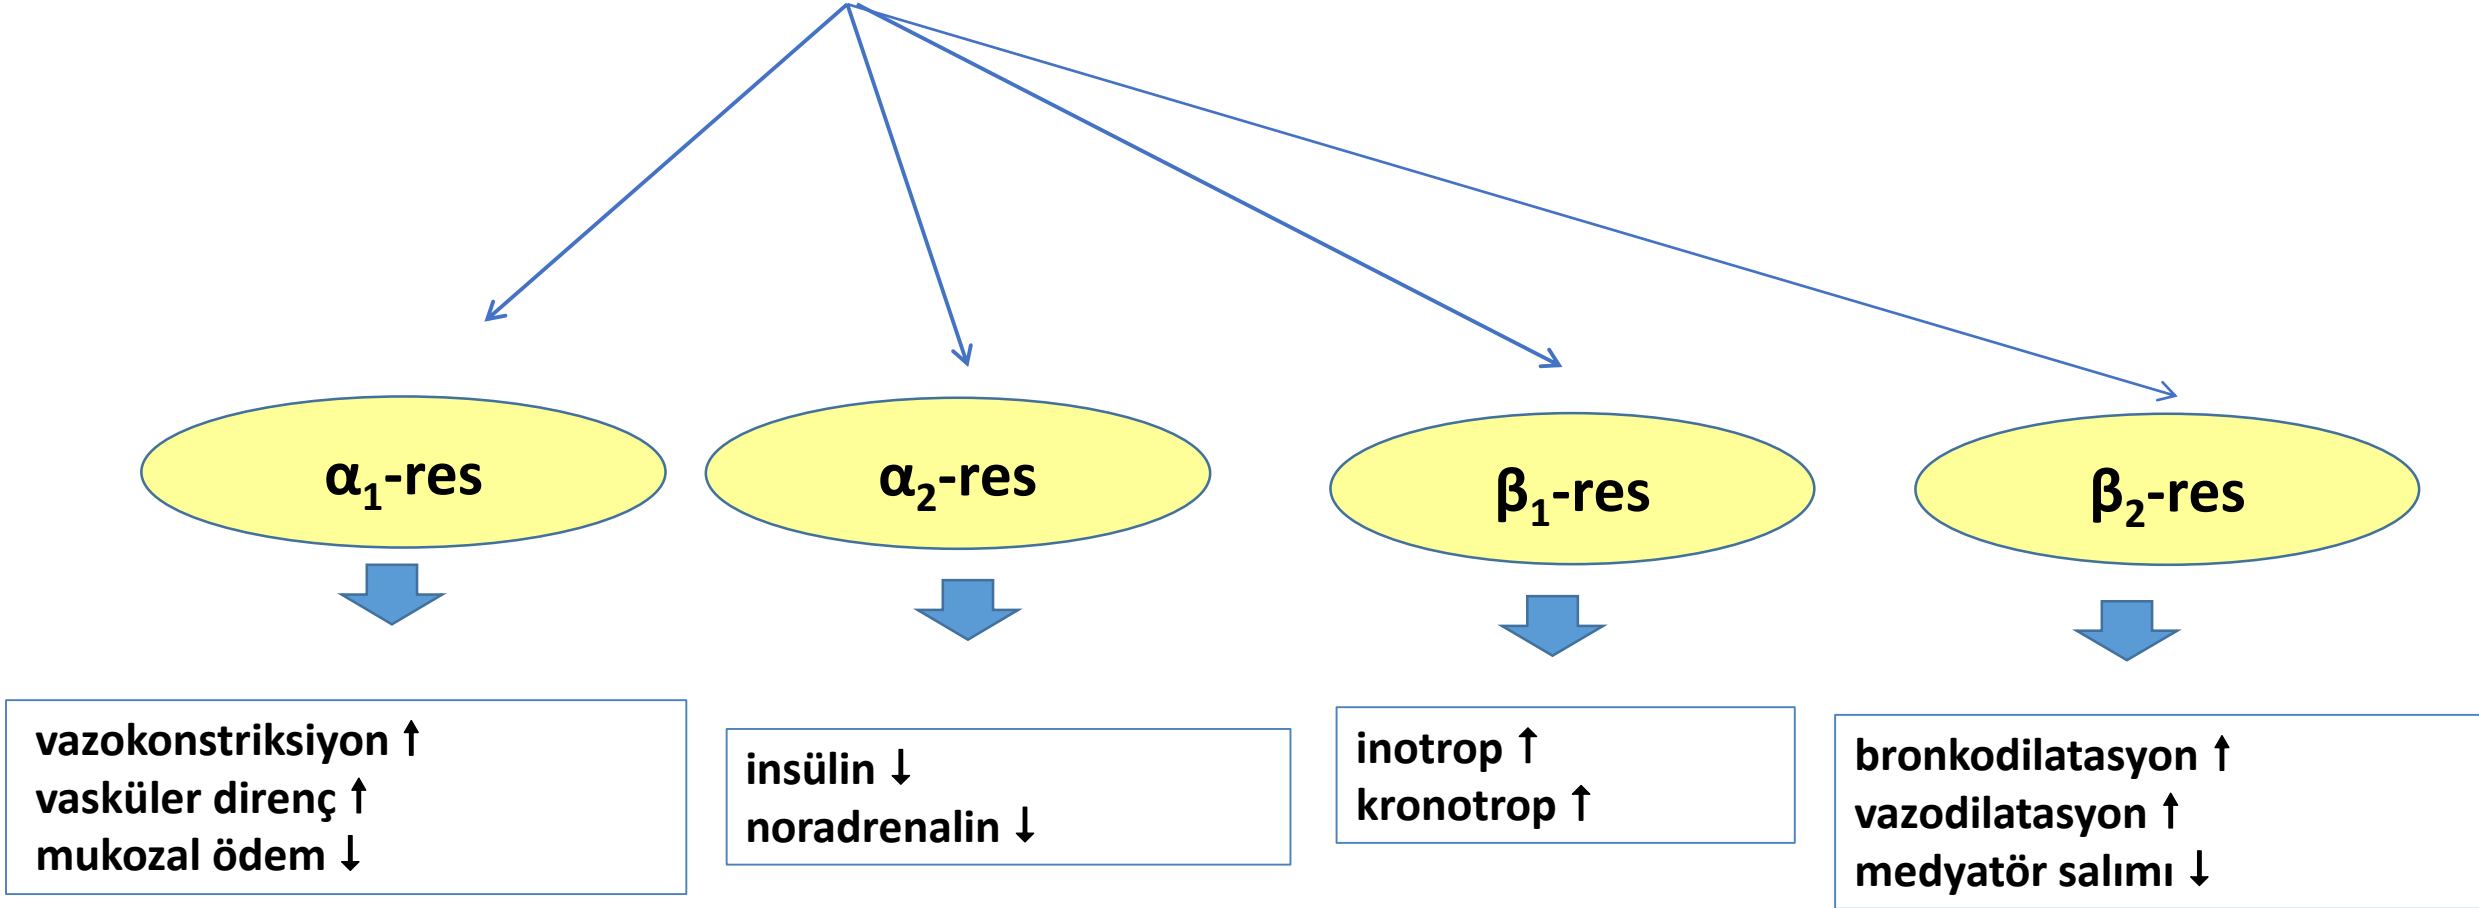 α₁-res
α₂-res
β₁-res
β₂-res
vazokonstriksiyon ↑
vasküler direnç ↑
mukozal ödem ↓
insülin ↓
noradrenalin ↓
inotrop ↑
kronotrop ↑
bronkodilatasyon ↑
vazodilatasyon ↑
medyatör salımı ↓